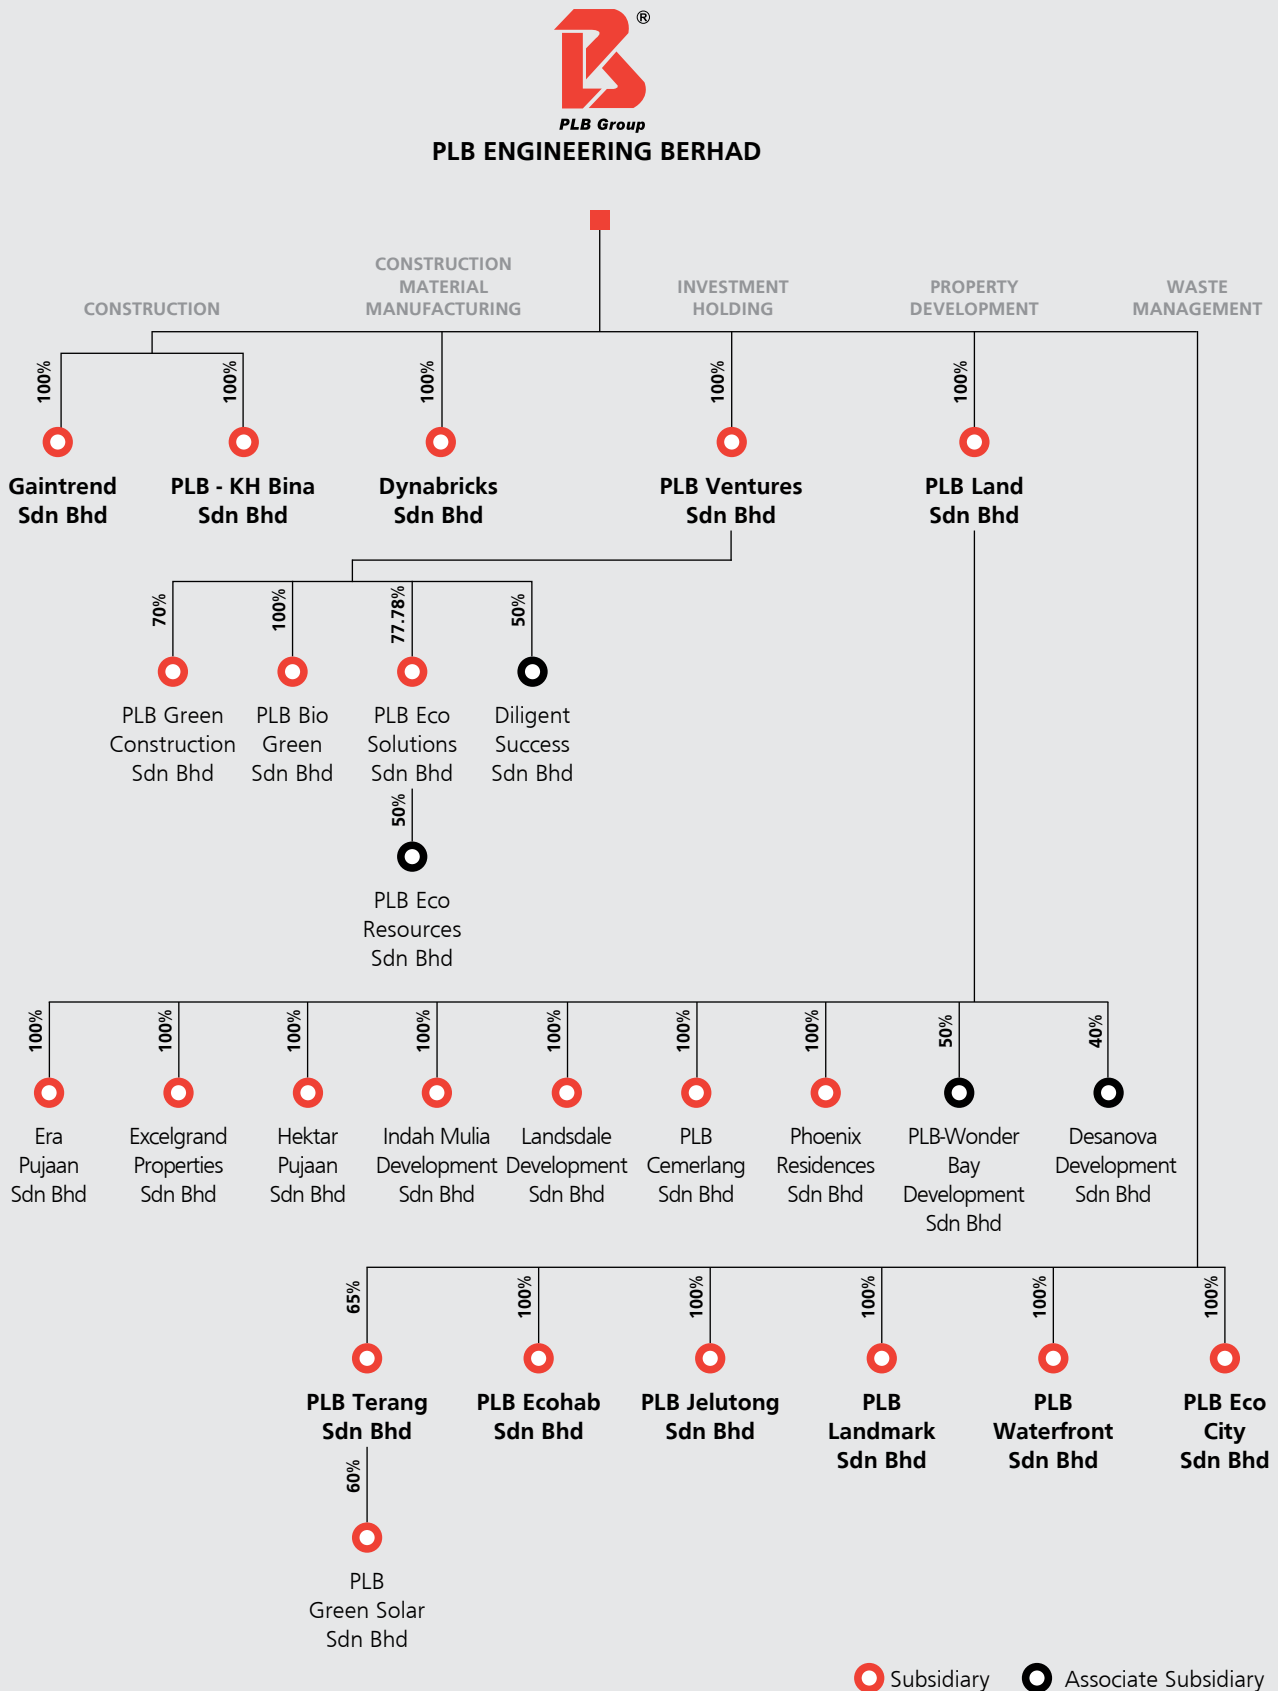 ®
PLB Group
PLB ENGINEERING BERHAD
CONSTRUCTION
CONSTRUCTION
MATERIAL
MANUFACTURING
INVESTMENT
HOLDING
PROPERTY
DEVELOPMENT
WASTE
MANAGEMENT
100%
100%
100%
100%
100%
Gaintrend
Sdn Bhd
PLB - KH Bina
Sdn Bhd
Dynabricks
Sdn Bhd
PLB Ventures
Sdn Bhd
PLB Land
Sdn Bhd
70%
100%
77.78%
50%
PLB Green
Construction
Sdn Bhd
PLB Bio
Green
Sdn Bhd
PLB Eco
Solutions
Sdn Bhd
Diligent
Success
Sdn Bhd
50%
PLB Eco
Resources
Sdn Bhd
100%
100%
100%
100%
100%
100%
100%
50%
40%
Era
Pujaan
Sdn Bhd
Excelgrand
Properties
Sdn Bhd
Hektar
Pujaan
Sdn Bhd
Indah Mulia
Development
Sdn Bhd
Landsdale
Development
Sdn Bhd
PLB
Cemerlang
Sdn Bhd
Phoenix
Residences
Sdn Bhd
PLB-Wonder
Bay
Development
Sdn Bhd
Desanova
Development
Sdn Bhd
65%
100%
100%
100%
100%
100%
PLB Terang
Sdn Bhd
PLB Ecohab
Sdn Bhd
PLB Jelutong
Sdn Bhd
PLB
Landmark
Sdn Bhd
PLB
Waterfront
Sdn Bhd
PLB Eco
City
Sdn Bhd
60%
PLB
Green Solar
Sdn Bhd
Subsidiary
Associate Subsidiary